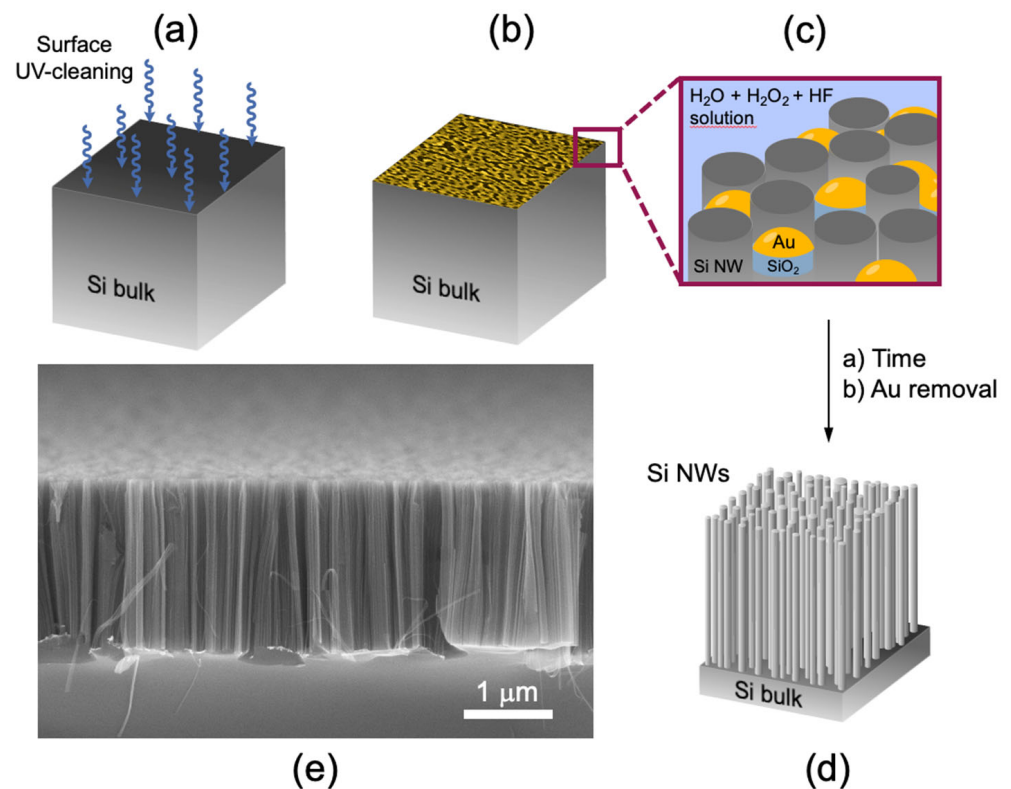 (a)
Surface
UV-cleaning
Si bulk
(b)
Si bulk
(c)
H₂O + H₂O₂ + HF
solution
Au
Si NW
SiO₂
a) Time
b) Au removal
Si NWs
Si bulk
(d)
1 μm
(e)